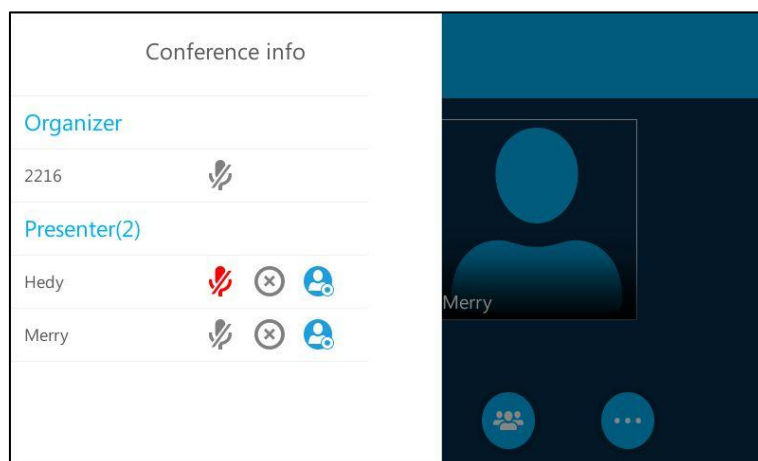 Conference info
Organizer
2216
Presenter(2)
Hedy
Merry
Merry